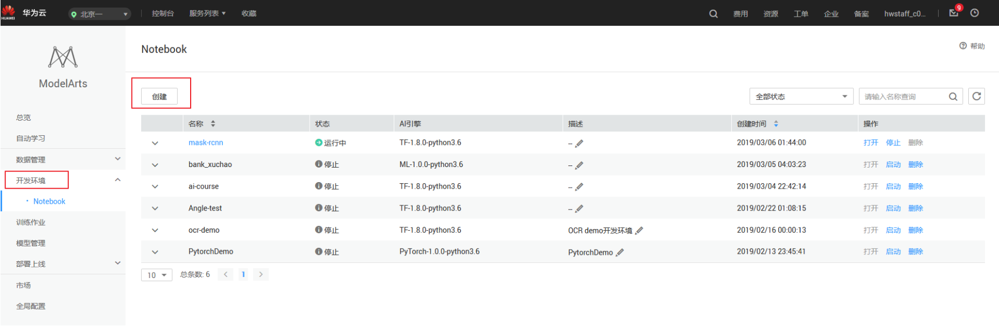 HUAWEI 华为云 北京一 控制台 服务列表 收藏 费用 资源 工单 企业 备案 hwstaff_c0... 9
ModelArts
总览
自动学习
数据管理
开发环境
Notebook
训练作业
模型管理
部署上线
市场
全局配置
Notebook 帮助
创建 全部状态 请输入名称查询
名称 状态 AI引擎 描述 创建时间 操作
mask-rcnn 运行中 TF-1.8.0-python3.6 -- 2019/03/06 01:44:00 打开 停止 删除
bank_xuchao 停止 ML-1.0.0-python3.6 -- 2019/03/05 04:03:23 打开 启动 删除
ai-course 停止 TF-1.8.0-python3.6 -- 2019/03/04 22:42:14 打开 启动 删除
Angle-test 停止 TF-1.8.0-python3.6 -- 2019/02/22 01:08:15 打开 启动 删除
ocr-demo 停止 TF-1.8.0-python3.6 OCR demo开发环境 2019/02/16 00:00:13 打开 启动 删除
PytorchDemo 停止 PyTorch-1.0.0-python3.6 PytorchDemo 2019/02/13 23:45:41 打开 启动 删除
10 总条数: 6 < 1 >